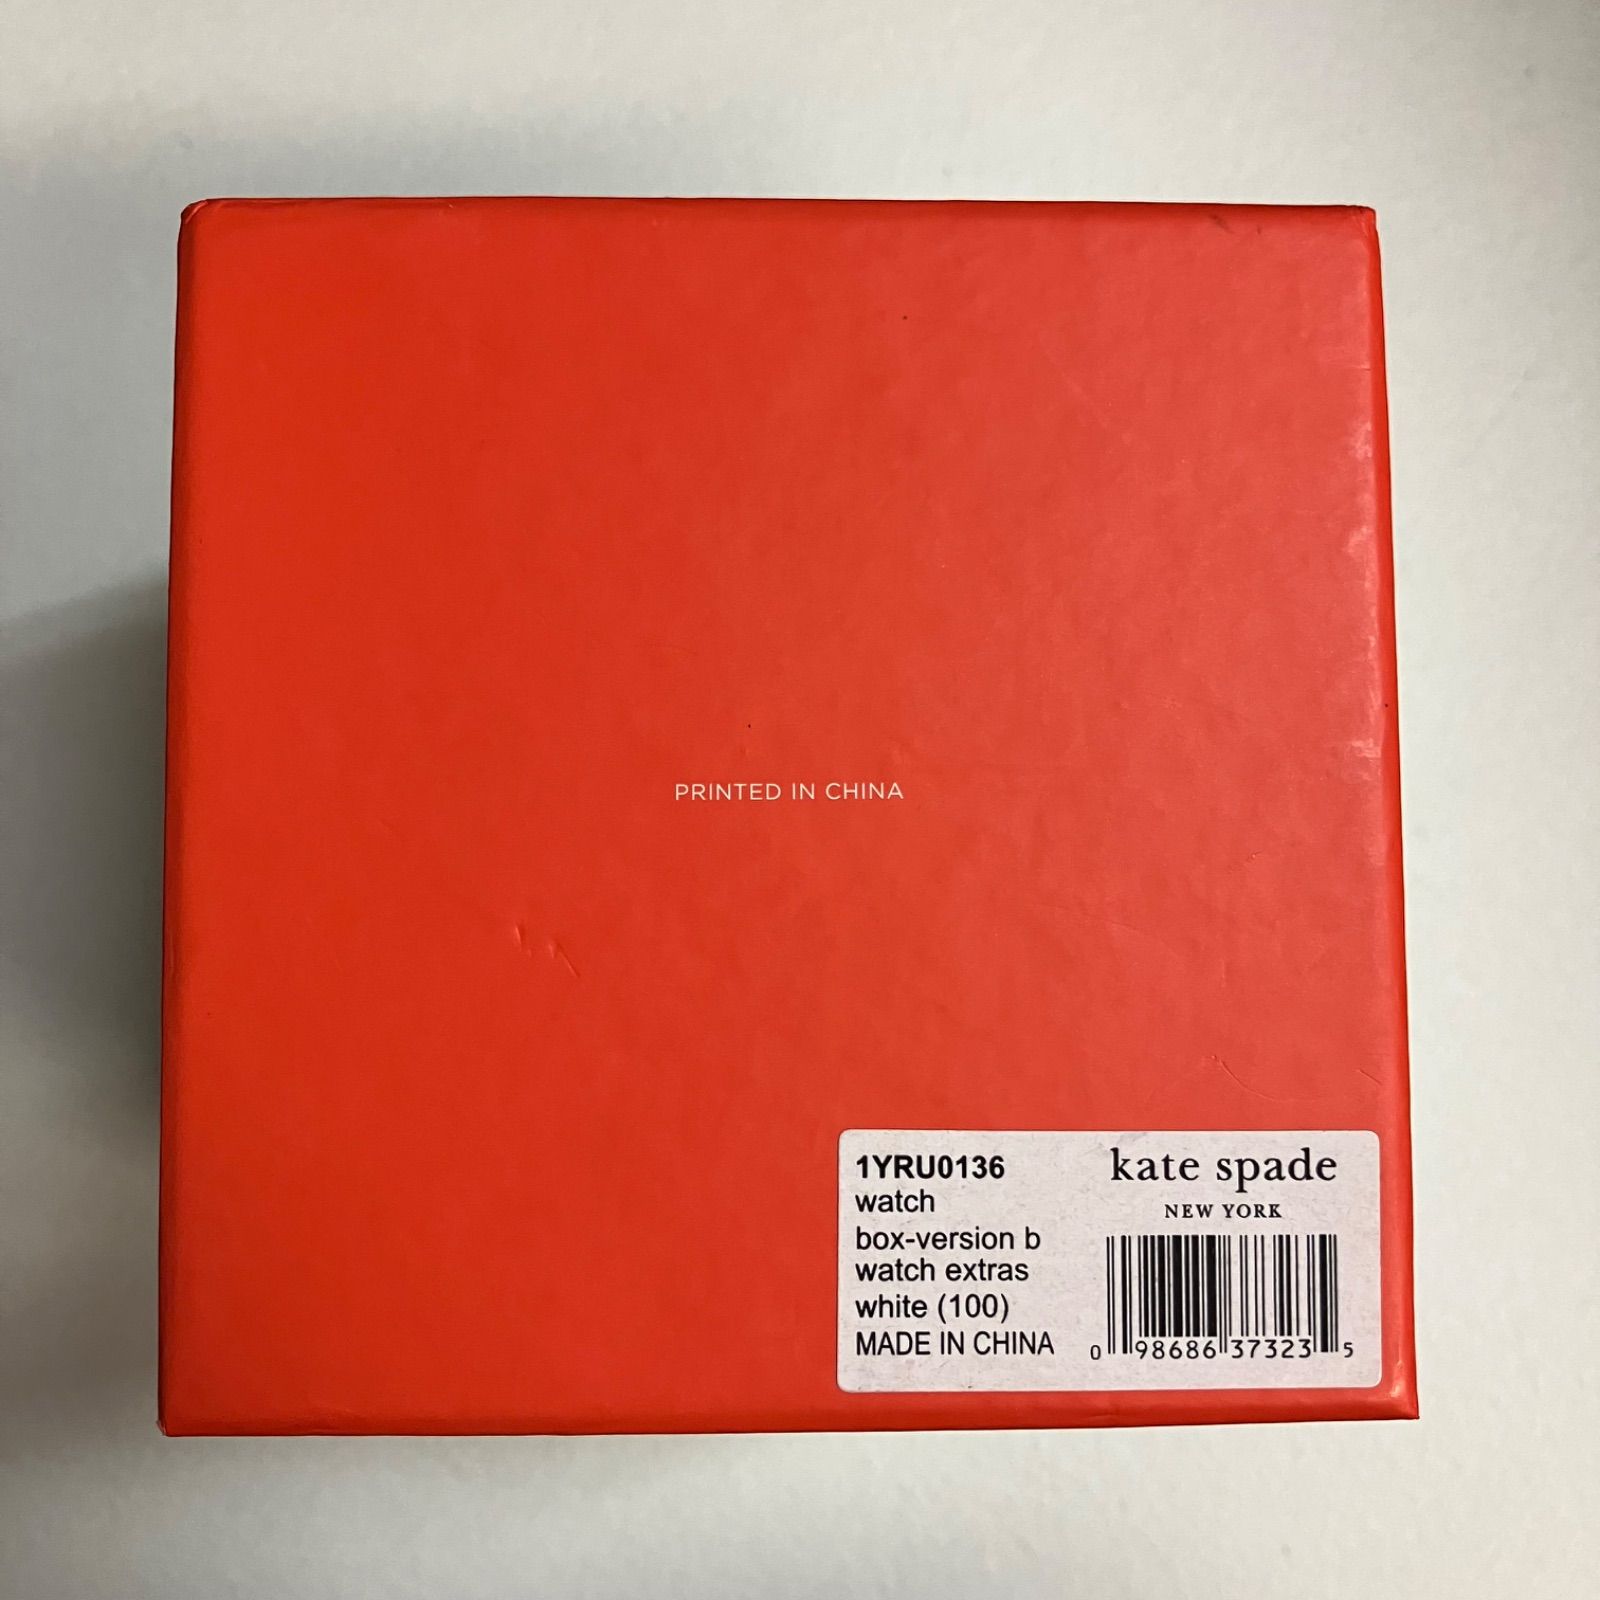 PRINTED IN CHINA
1YRU0136
watch
box-version b
watch extras
white (100)
MADE IN CHINA
kate spade
NEW YORK
0 98686 37323 5